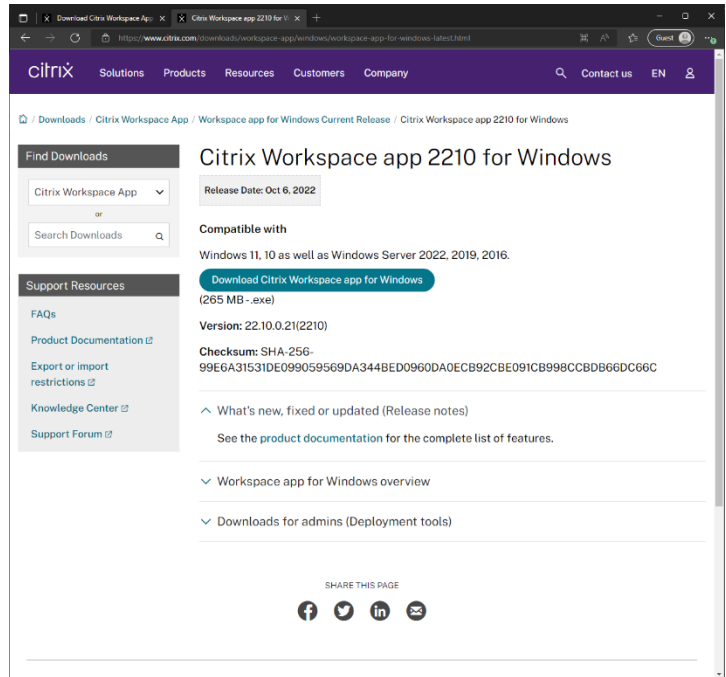 Download Citrix Workspace App
Citrix Workspace app 2210 for W
https://www.citrix.com/downloads/workspace-app/windows/workspace-app-for-windows-latest.html
Guest
citrix
Solutions
Products
Resources
Customers
Company
Contact us
EN
/ Downloads / Citrix Workspace App / Workspace app for Windows Current Release / Citrix Workspace app 2210 for Windows
Find Downloads
Citrix Workspace App
or
Search Downloads
Support Resources
FAQs
Product Documentation
Export or import
restrictions
Knowledge Center
Support Forum
Citrix Workspace app 2210 for Windows
Release Date: Oct 6, 2022
Compatible with
Windows 11, 10 as well as Windows Server 2022, 2019, 2016.
Download Citrix Workspace app for Windows
(265 MB - .exe)
Version: 22.10.0.21(2210)
Checksum: SHA-256-
99E6A31531DE099059569DA344BED0960DA0ECB92CBE091CB998CCBDB66DC66C
What's new, fixed or updated (Release notes)
See the product documentation for the complete list of features.
Workspace app for Windows overview
Downloads for admins (Deployment tools)
SHARE THIS PAGE